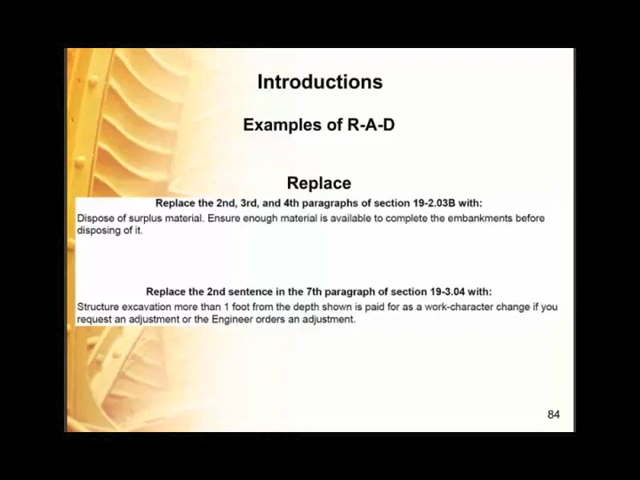 Introductions
Examples of R-A-D
Replace
Replace the 2nd, 3rd, and 4th paragraphs of section 19-2.03B with:
Dispose of surplus material. Ensure enough material is available to complete the embankments before
disposing of it.
Replace the 2nd sentence in the 7th paragraph of section 19-3.04 with:
Structure excavation more than 1 foot from the depth shown is paid for as a work-character change if you
request an adjustment or the Engineer orders an adjustment.
84